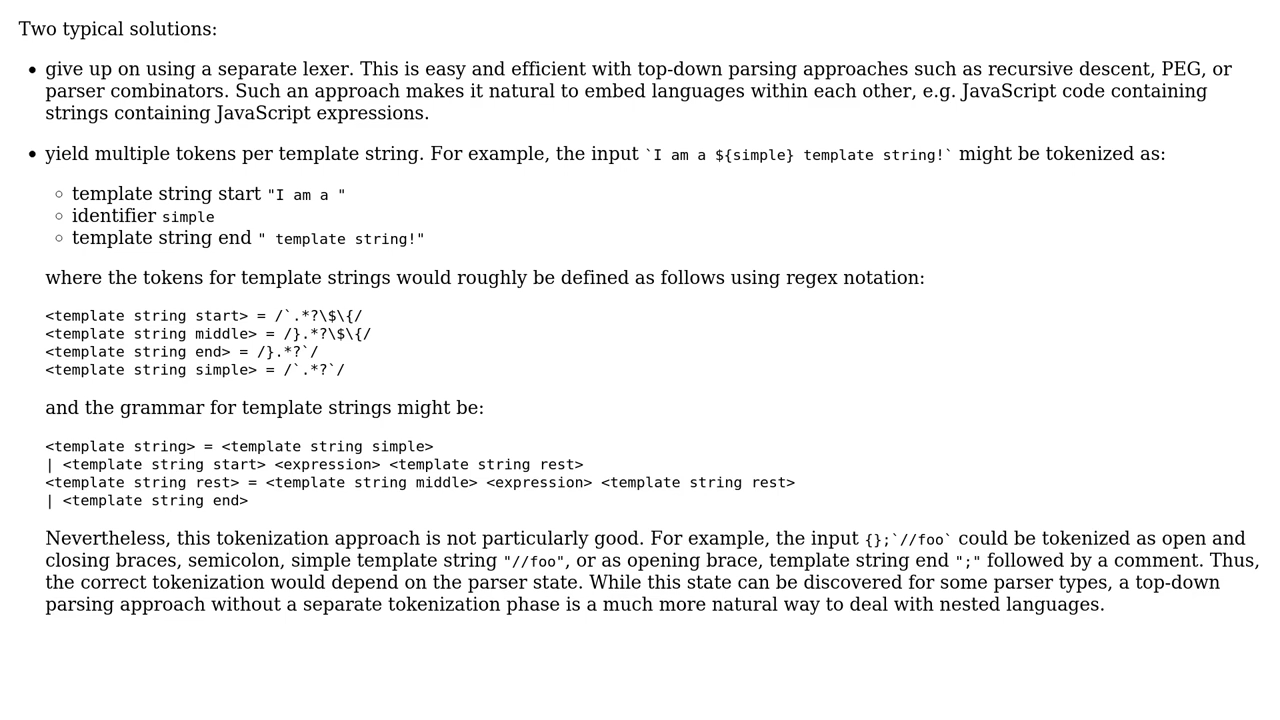 Two typical solutions:
• give up on using a separate lexer. This is easy and efficient with top-down parsing approaches such as recursive descent, PEG, or
parser combinators. Such an approach makes it natural to embed languages within each other, e.g. JavaScript code containing
strings containing JavaScript expressions.
• yield multiple tokens per template string. For example, the input `I am a ${simple} template string!` might be tokenized as:
◦ template string start "I am a "
◦ identifier simple
◦ template string end " template string!"
where the tokens for template strings would roughly be defined as follows using regex notation:
<template string start> = /`.*?\$\{/
<template string middle> = /}.*?\$\{/
<template string end> = /}.*?`/
<template string simple> = /`.*?`/
and the grammar for template strings might be:
<template string> = <template string simple>
| <template string start> <expression> <template string rest>
<template string rest> = <template string middle> <expression> <template string rest>
| <template string end>
Nevertheless, this tokenization approach is not particularly good. For example, the input {};`//foo` could be tokenized as open and
closing braces, semicolon, simple template string "//foo", or as opening brace, template string end ";" followed by a comment. Thus,
the correct tokenization would depend on the parser state. While this state can be discovered for some parser types, a top-down
parsing approach without a separate tokenization phase is a much more natural way to deal with nested languages.